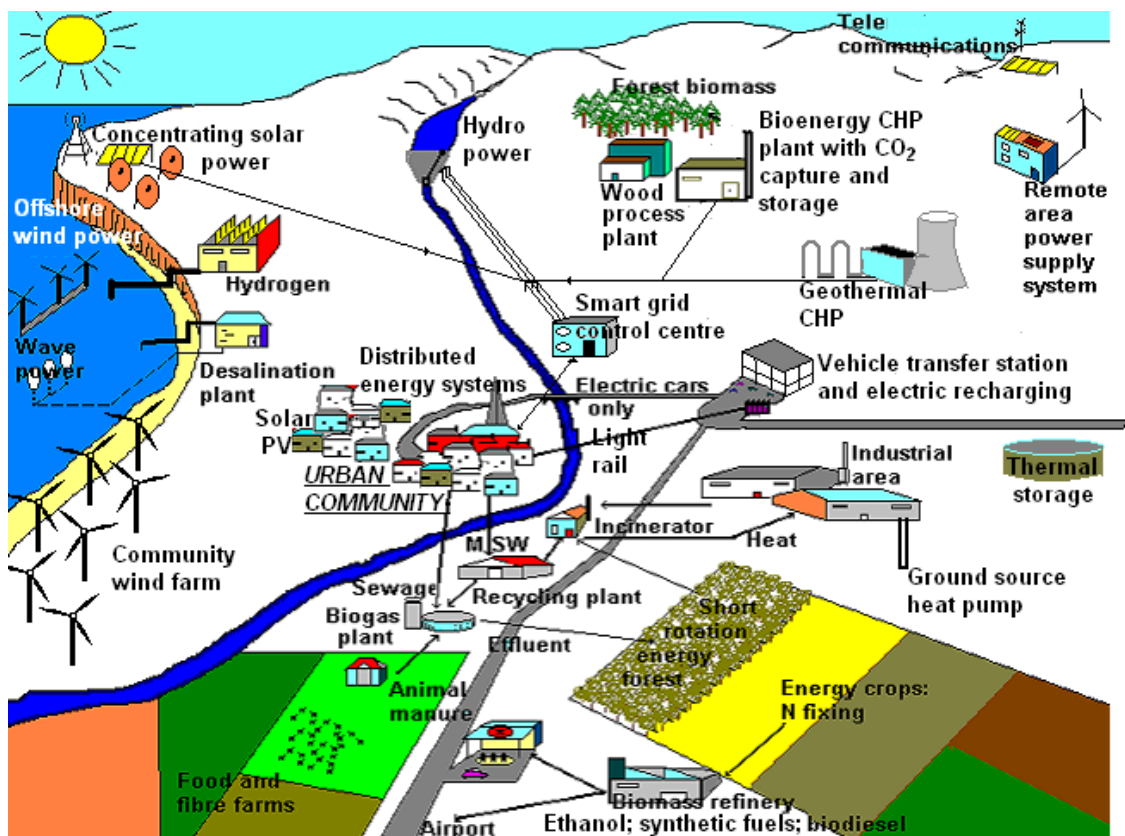 Tele
communications
Forest biomass
Concentrating solar
power
Hydro
power
Bioenergy CHP
plant with CO₂
capture and
storage
Wood
process
plant
Remote
area
power
supply
system
Offshore
wind power
Hydrogen
Geothermal
CHP
Smart grid
control centre
Wave
power
Desalination
plant
Distributed
energy systems
Electric cars
only
Vehicle transfer station
and electric recharging
Solar
PV
Light
rail
URBAN
COMMUNITY
Industrial
area
Thermal
storage
Incinerator
Heat
MSW
Community
wind farm
Ground source
heat pump
Sewage
Recycling plant
Biogas
plant
Effluent
Short
rotation
energy
forest
Animal
manure
Energy crops:
N fixing
Food and
fibre farms
Biomass refinery
Ethanol; synthetic fuels; biodiesel
Airport